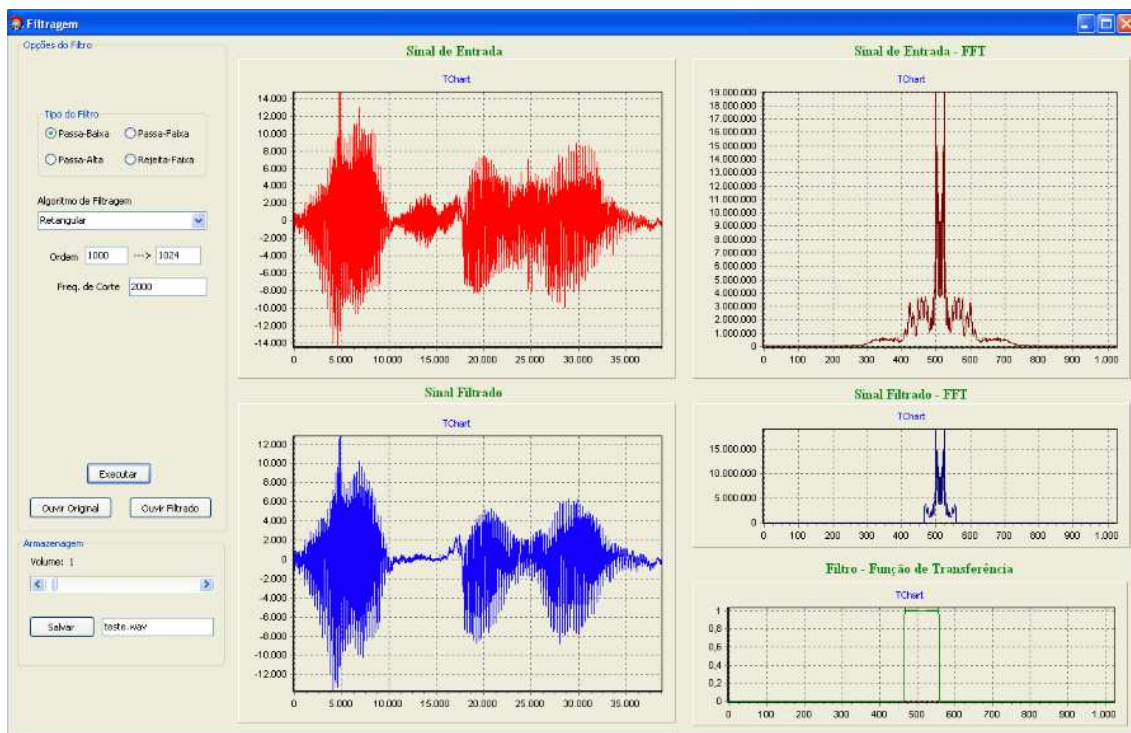 Filtragem
Opções do Filtro
Tipo do Filtro
Passa-Baixa Passa-Faixa
Passa-Alta Rejeita-Faixa
Algoritmo de Filtragem
Retangular
Ordem 1000 ---> 1024
Freq. de Corte 2000
Executar
Ouvir Original Ouvir Filtrado
Armazenagem
Volume: 1
Salvar teste.wav
Sinal de Entrada
TChart
14.000
12.000
10.000
8.000
6.000
4.000
2.000
0
-2.000
-4.000
-6.000
-8.000
-10.000
-12.000
-14.000
0 5.000 10.000 15.000 20.000 25.000 30.000 35.000
Sinal de Entrada - FFT
TChart
19.000.000
18.000.000
17.000.000
16.000.000
15.000.000
14.000.000
13.000.000
12.000.000
11.000.000
10.000.000
9.000.000
8.000.000
7.000.000
6.000.000
5.000.000
4.000.000
3.000.000
2.000.000
1.000.000
0
0 100 200 300 400 500 600 700 800 900 1.000
Sinal Filtrado
TChart
12.000
10.000
8.000
6.000
4.000
2.000
0
-2.000
-4.000
-6.000
-8.000
-10.000
-12.000
0 5.000 10.000 15.000 20.000 25.000 30.000 35.000
Sinal Filtrado - FFT
TChart
15.000.000
10.000.000
5.000.000
0
0 100 200 300 400 500 600 700 800 900 1.000
Filtro - Função de Transferência
TChart
1
0,8
0,6
0,4
0,2
0
0 100 200 300 400 500 600 700 800 900 1.000